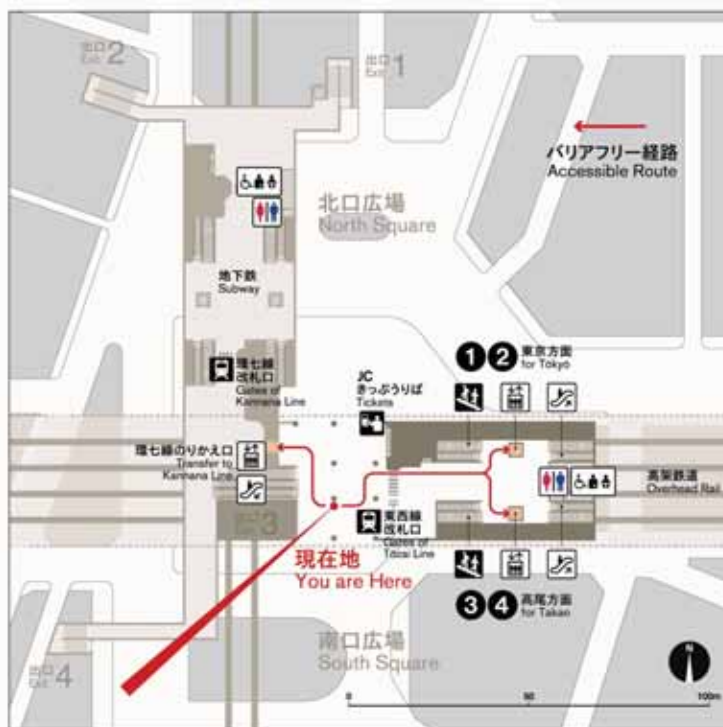 出口
Exit 2
出口
Exit 1
バリアフリー経路
Accessible Route
北口広場
North Square
地下鉄
Subway
1 2 東京方面
for Tokyo
環七線
改札口
Gates of
Kannana Line
JC
きっぷうりば
Tickets
環七線のりかえ口
Transfer to
Kannana Line
高架鉄道
Overhead Rail
3
東西線
改札口
Gates of
Tozai Line
現在地
You are Here
3 4 高尾方面
for Takao
南口広場
South Square
出口
Exit 4
N
0 50 100m